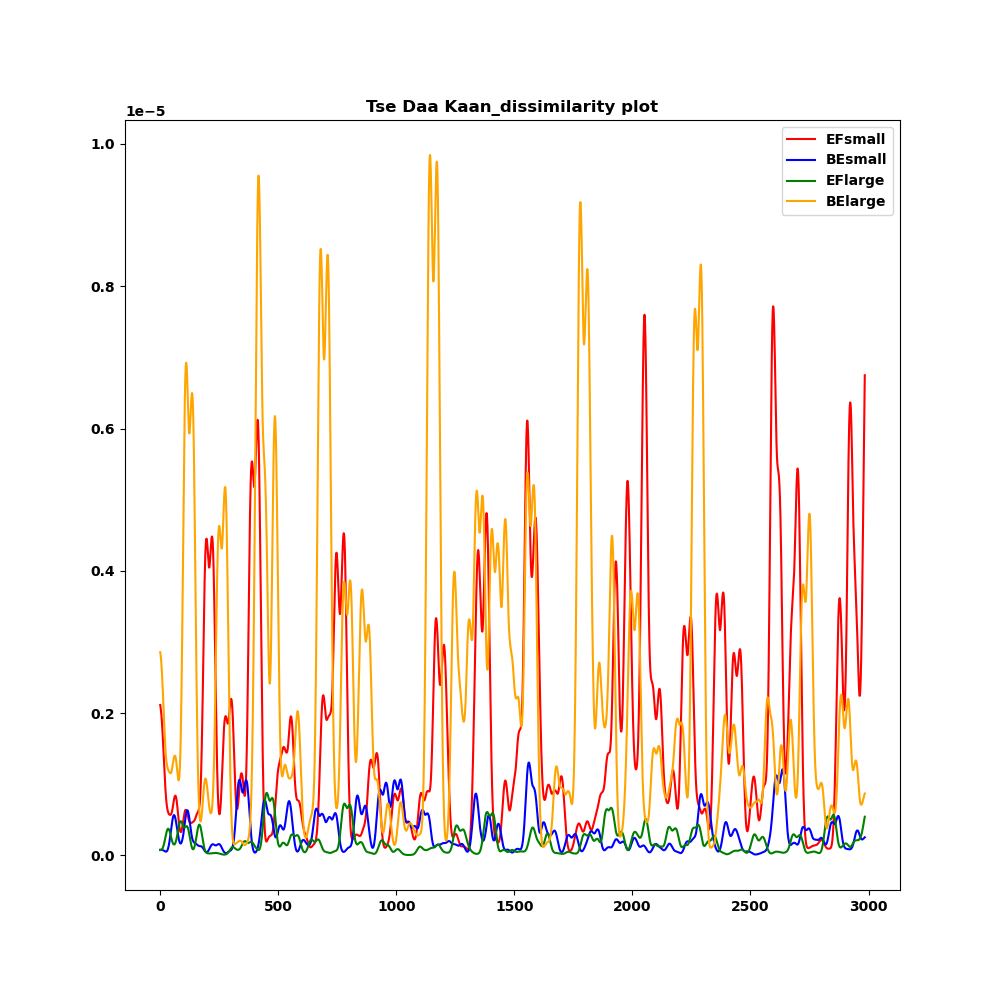 Tse Daa Kaan_dissimilarity plot
1e−5
EFsmall
BEsmall
EFlarge
BElarge
1.0
0.8
0.6
0.4
0.2
0.0
0 500 1000 1500 2000 2500 3000